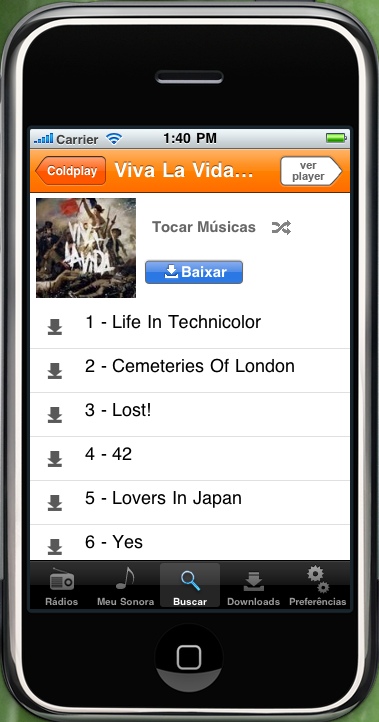 Carrier 1:40 PM
Coldplay Viva La Vida... ver player
VIVA
LA VIDA
Tocar Músicas
Baixar
1 - Life In Technicolor
2 - Cemeteries Of London
3 - Lost!
4 - 42
5 - Lovers In Japan
6 - Yes
Rádios Meu Sonora Buscar Downloads Preferências